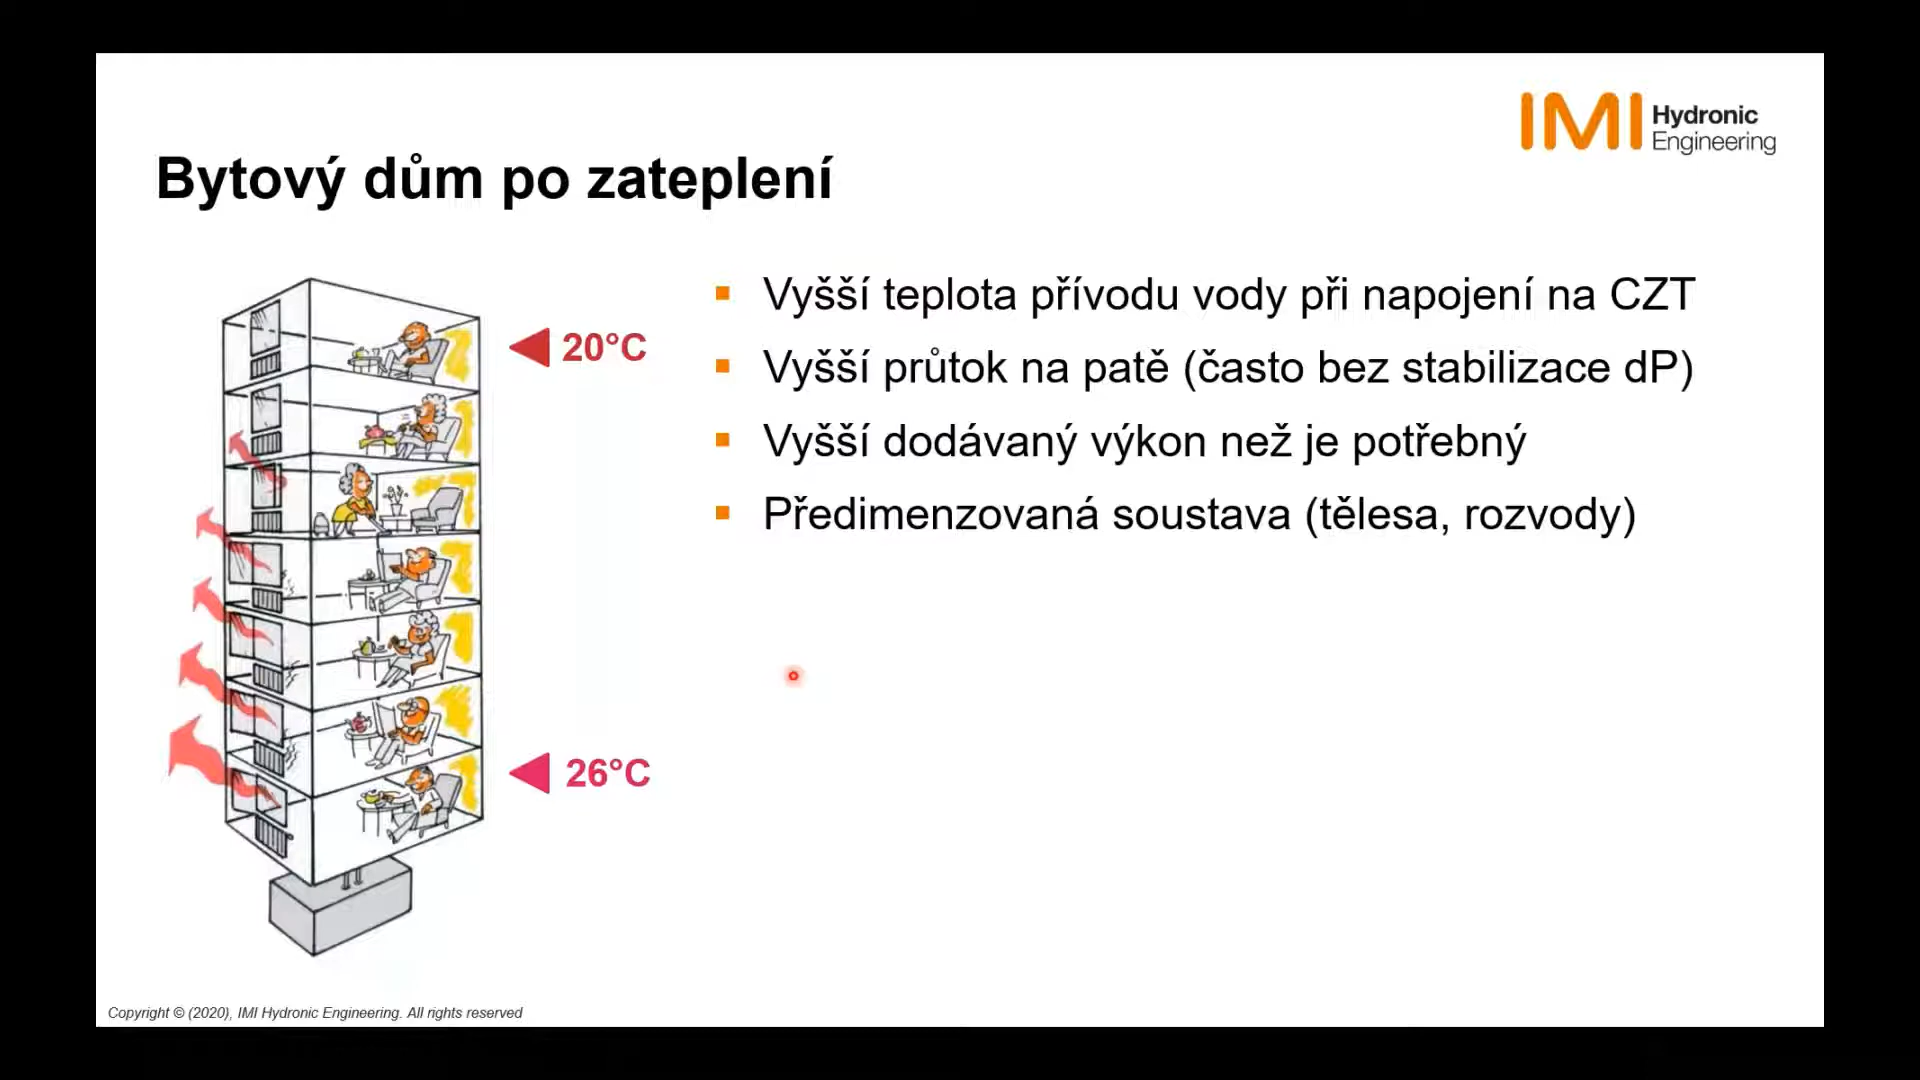 IMI Hydronic
Engineering
Bytový dům po zateplení
20°C
26°C
Vyšší teplota přívodu vody při napojení na CZT
Vyšší průtok na patě (často bez stabilizace dP)
Vyšší dodávaný výkon než je potřebný
Předimenzovaná soustava (tělesa, rozvody)
Copyright © (2020), IMI Hydronic Engineering. All rights reserved